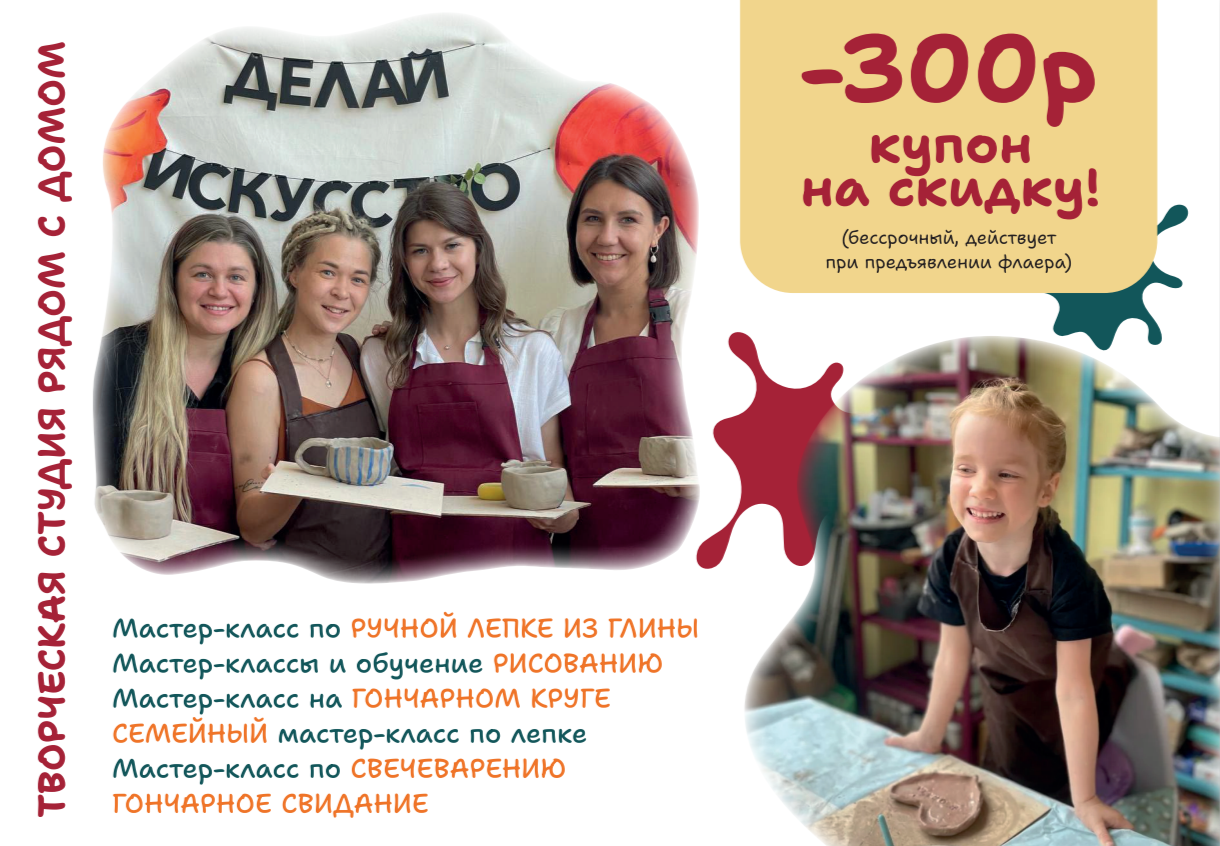 ТВОРЧЕСКАЯ СТУДИЯ РЯДОМ С ДОМОМ
ДЕЛАЙ
ИСКУССТВО
-300р
купон
на скидку!
(бессрочный, действует
при предъявлении флаера)
Мастер-класс по РУЧНОЙ ЛЕПКЕ ИЗ ГЛИНЫ
Мастер-классы и обучение РИСОВАНИЮ
Мастер-класс на ГОНЧАРНОМ КРУГЕ
СЕМЕЙНЫЙ мастер-класс по лепке
Мастер-класс по СВЕЧЕВАРЕНИЮ
ГОНЧАРНОЕ СВИДАНИЕ